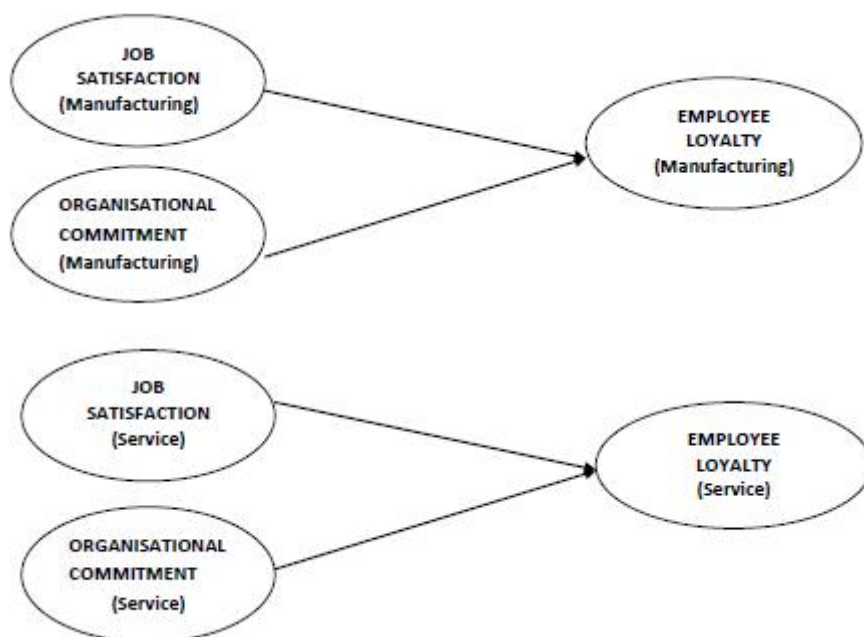 JOB
SATISFACTION
(Manufacturing)
EMPLOYEE
LOYALTY
(Manufacturing)
ORGANISATIONAL
COMMITMENT
(Manufacturing)
JOB
SATISFACTION
(Service)
EMPLOYEE
LOYALTY
(Service)
ORGANISATIONAL
COMMITMENT
(Service)